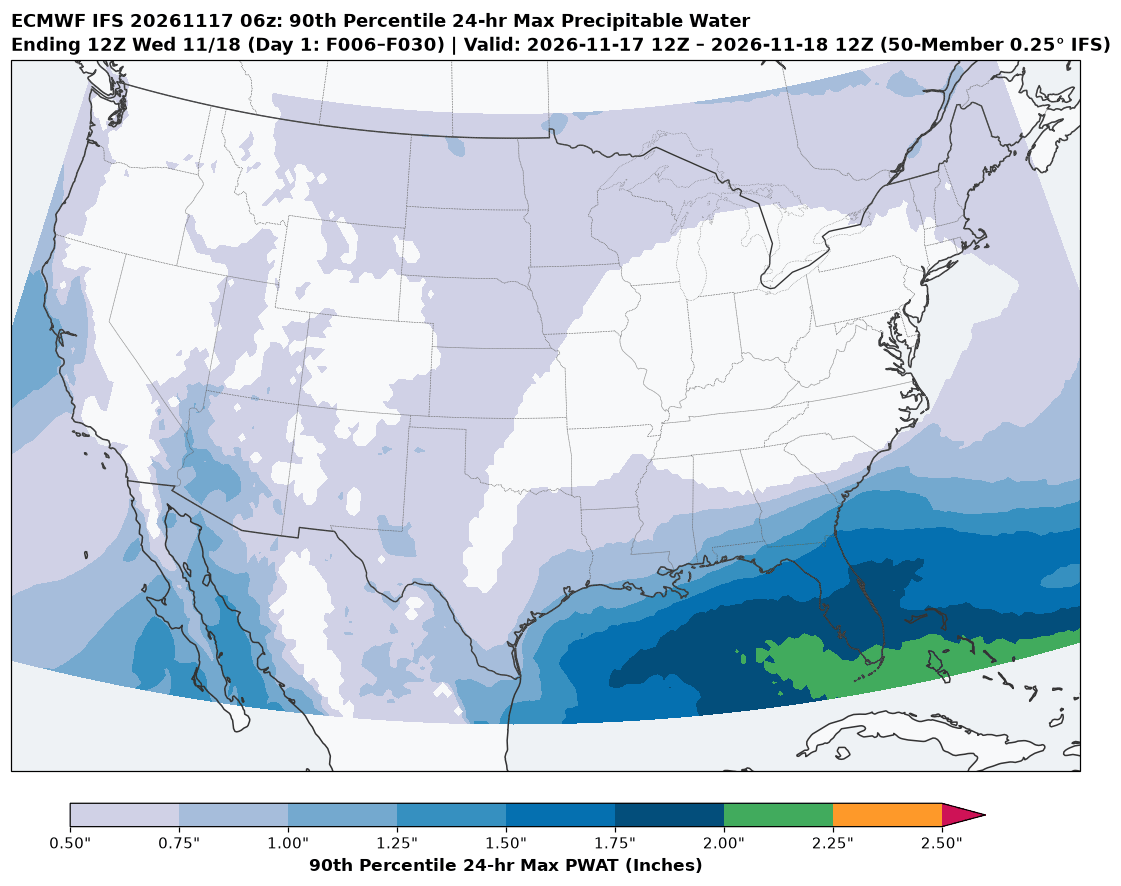 ECMWF IFS 20261117 06z: 90th Percentile 24-hr Max Precipitable Water
Ending 12Z Wed 11/18 (Day 1: F006–F030) | Valid: 2026-11-17 12Z – 2026-11-18 12Z (50-Member 0.25° IFS)
0.50" 0.75" 1.00" 1.25" 1.50" 1.75" 2.00" 2.25" 2.50"
90th Percentile 24-hr Max PWAT (Inches)